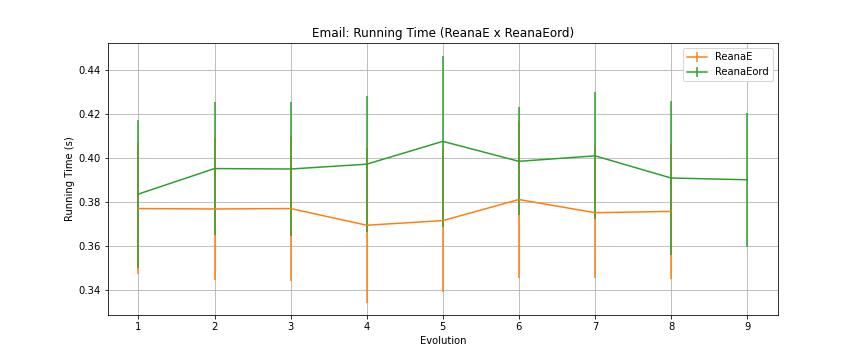 Email: Running Time (ReanaE x ReanaEord)
ReanaE
ReanaEord
Running Time (s)
0.44
0.42
0.40
0.38
0.36
0.34
1 2 3 4 5 6 7 8 9
Evolution